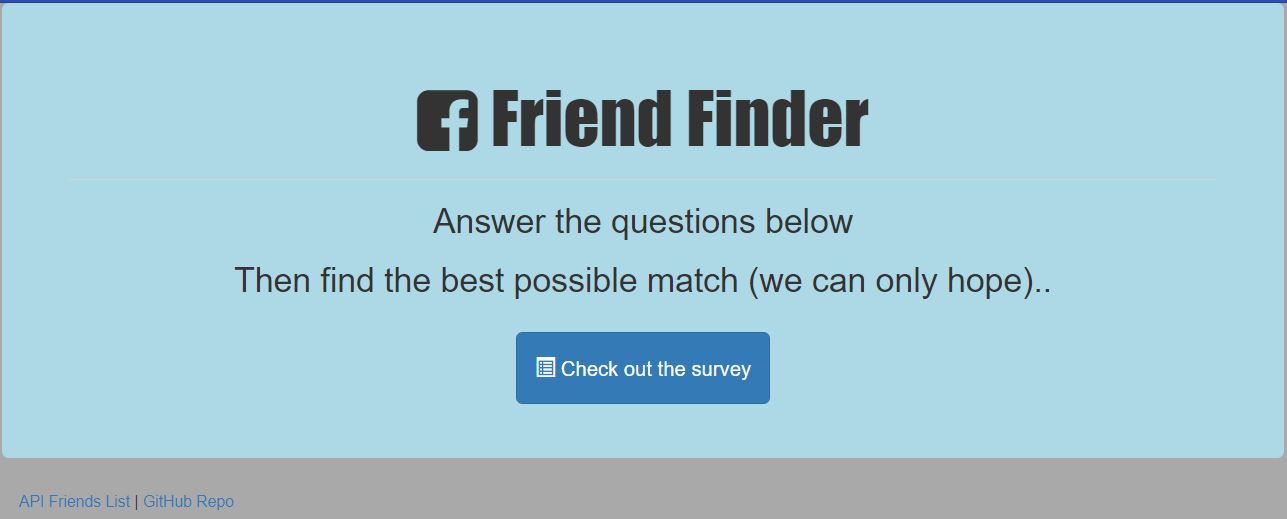 Friend Finder
Answer the questions below
Then find the best possible match (we can only hope)..
Check out the survey
API Friends List | GitHub Repo